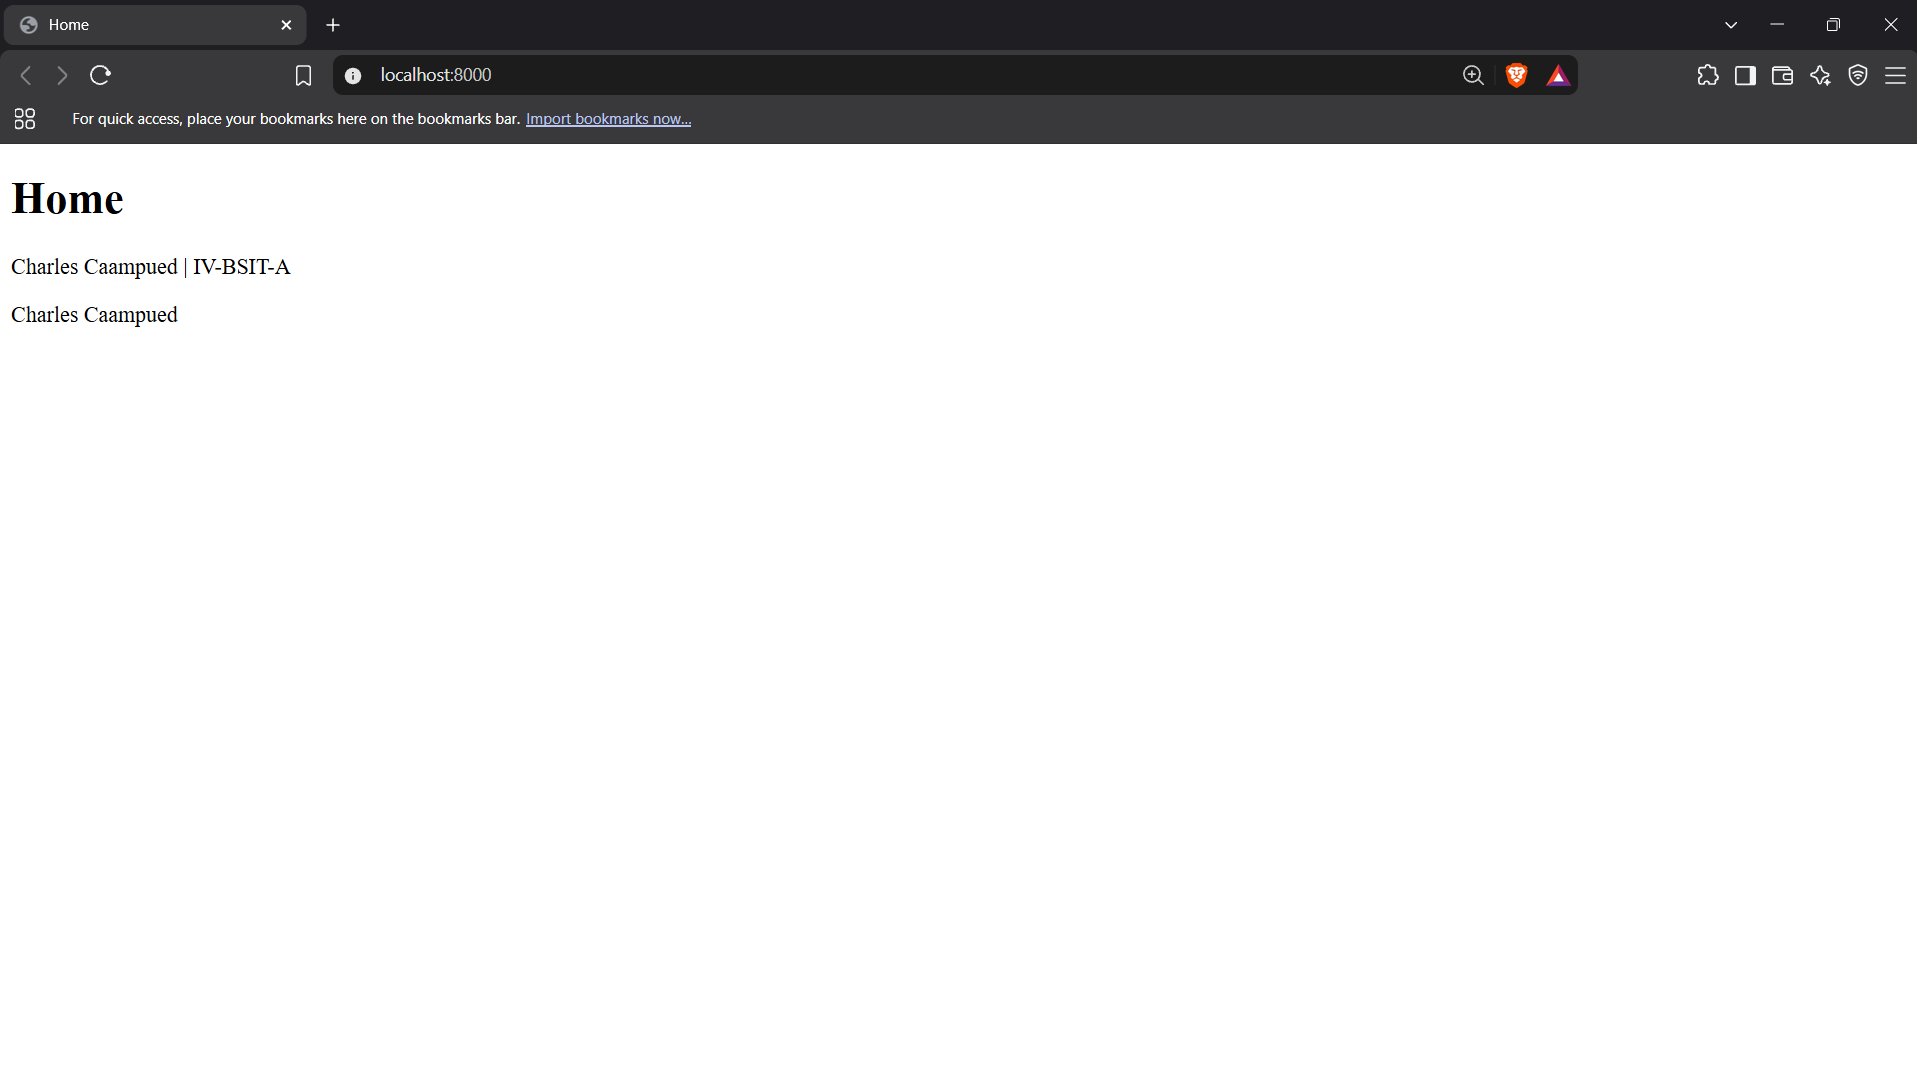 Home
localhost:8000
For quick access, place your bookmarks here on the bookmarks bar. Import bookmarks now...
Home
Charles Caampued | IV-BSIT-A
Charles Caampued